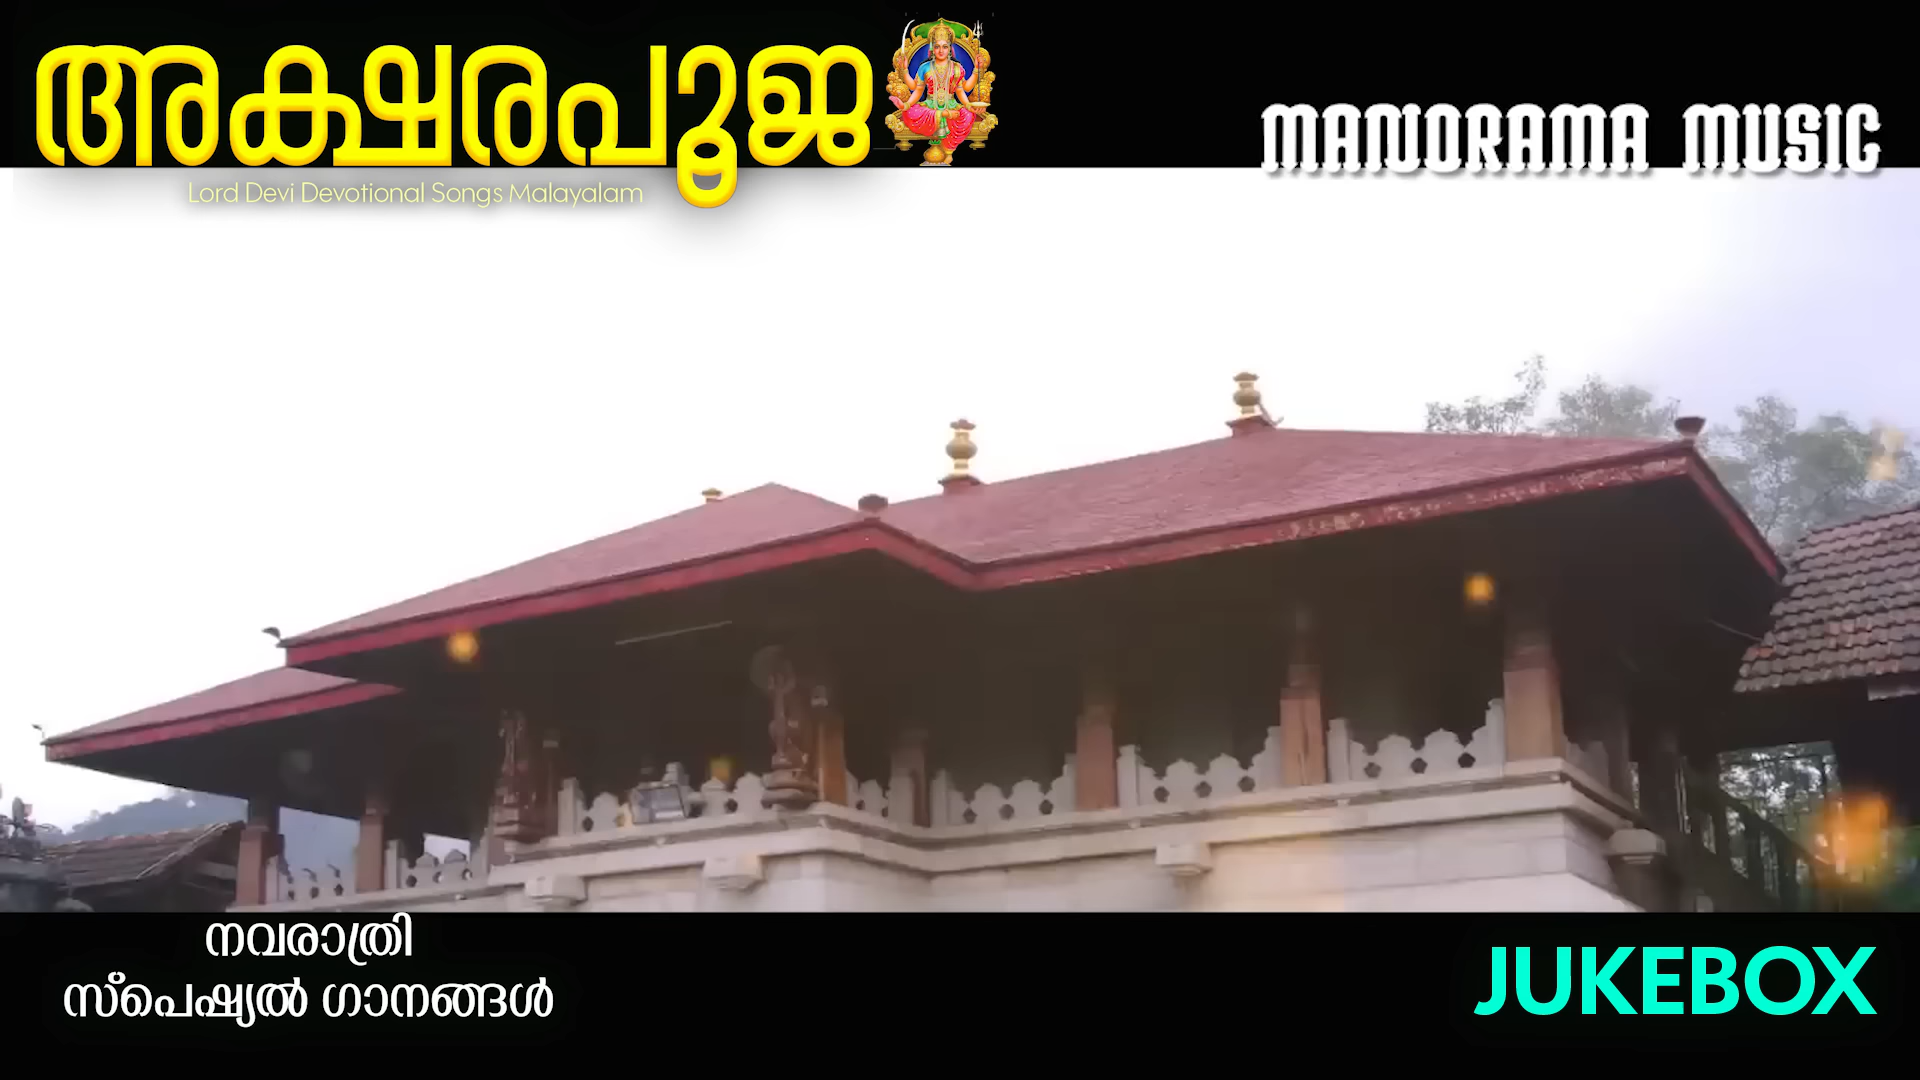 അക്ഷരപൂജ
Lord Devi Devotional Songs Malayalam
MANORAMA MUSIC
നവരാത്രി
സ്പെഷ്യൽ ഗാനങ്ങൾ
JUKEBOX